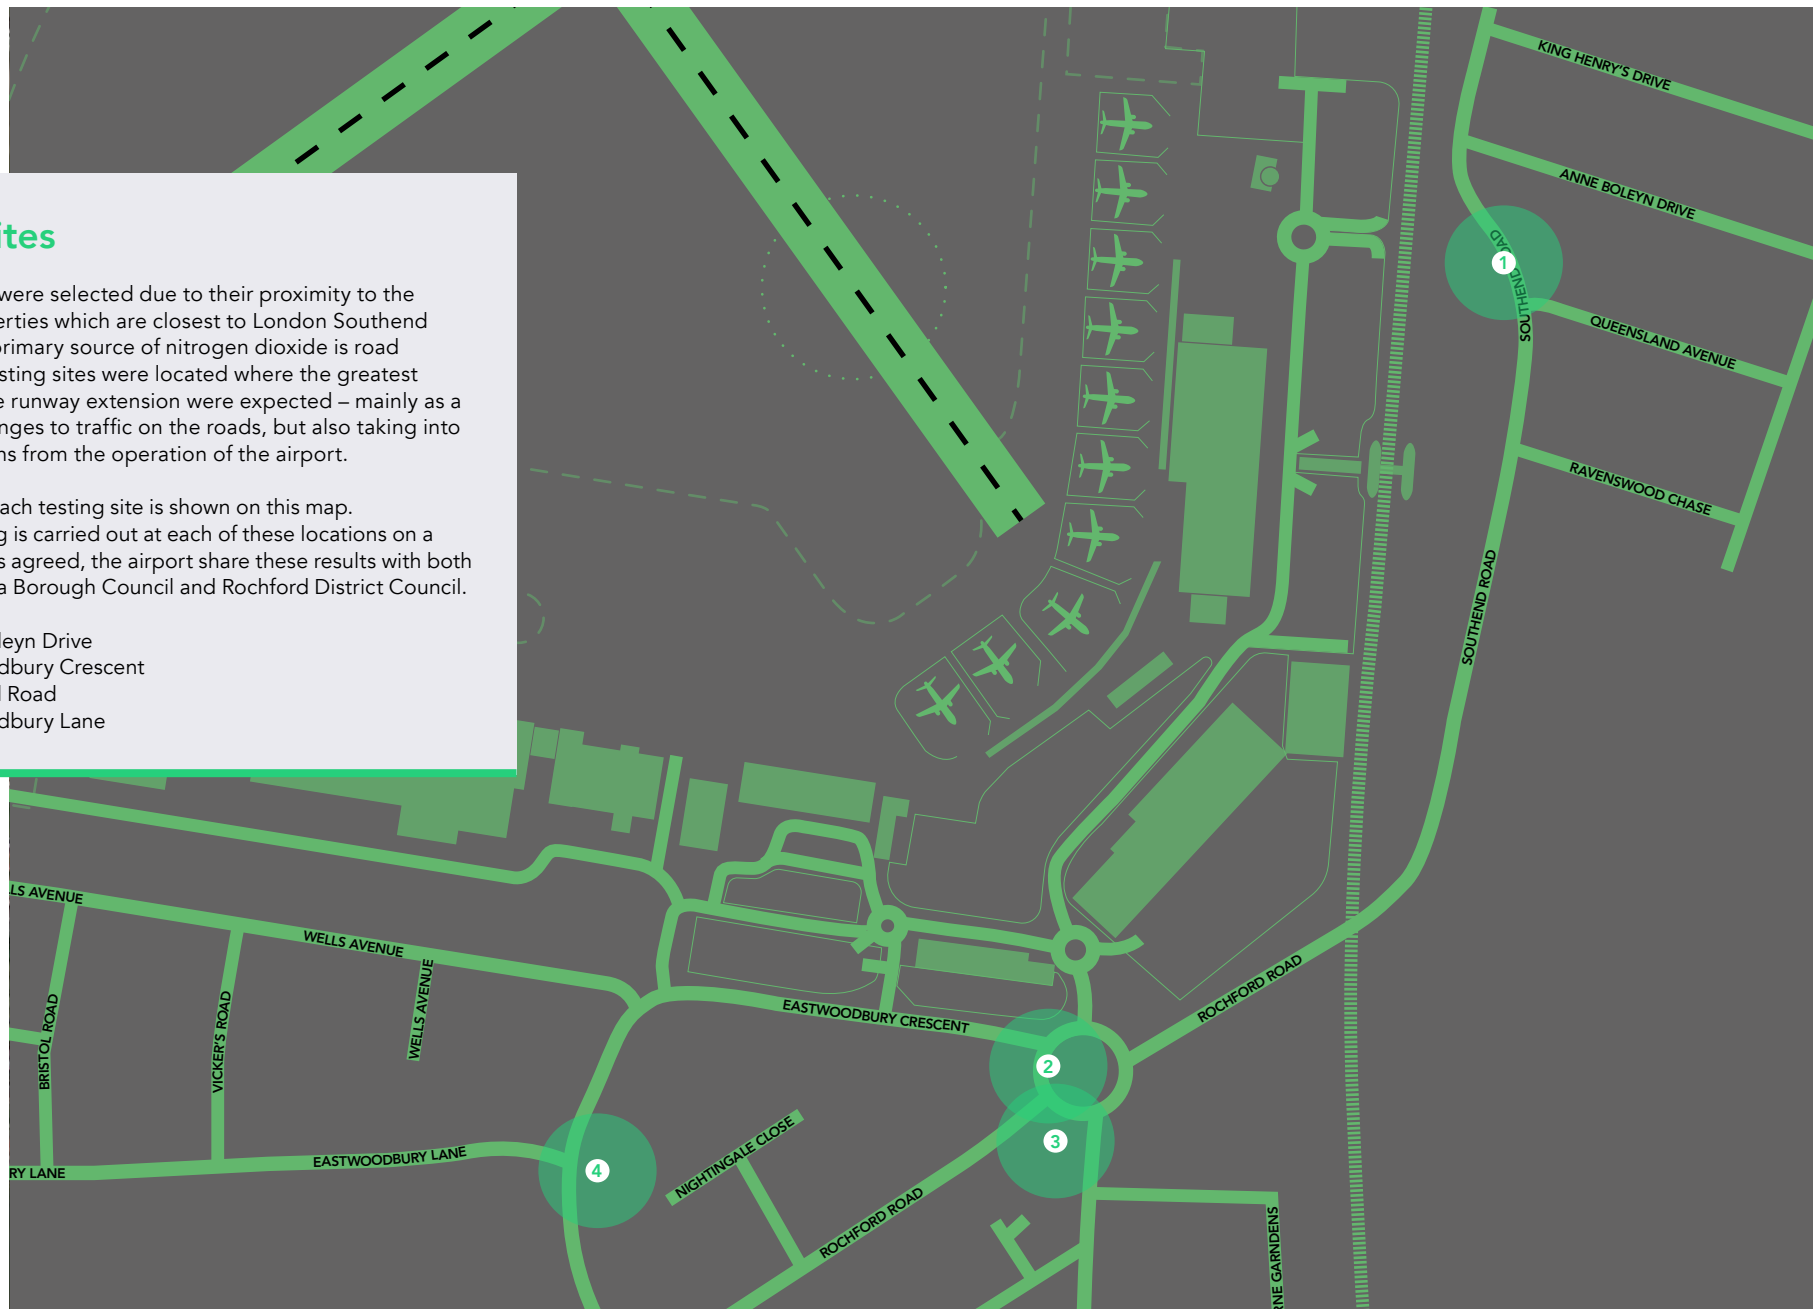 ites
were selected due to their proximity to the
erties which are closest to London Southend
primary source of nitrogen dioxide is road
sting sites were located where the greatest
e runway extension were expected – mainly as a
nges to traffic on the roads, but also taking into
ns from the operation of the airport.
ach testing site is shown on this map.
g is carried out at each of these locations on a
s agreed, the airport share these results with both
a Borough Council and Rochford District Council.
leyn Drive
dbury Crescent
l Road
dbury Lane
KING HENRY'S DRIVE
ANNE BOLEYN DRIVE
SOUTHEND ROAD
1
QUEENSLAND AVENUE
RAVENSWOOD CHASE
SOUTHEND ROAD
LS AVENUE
WELLS AVENUE
WELLS AVENUE
BRISTOL ROAD
VICKER'S ROAD
EASTWOODBURY CRESCENT
ROCHFORD ROAD
2
3
4
RY LANE
EASTWOODBURY LANE
NIGHTINGALE CLOSE
ROCHFORD ROAD
RNE GARNDENS